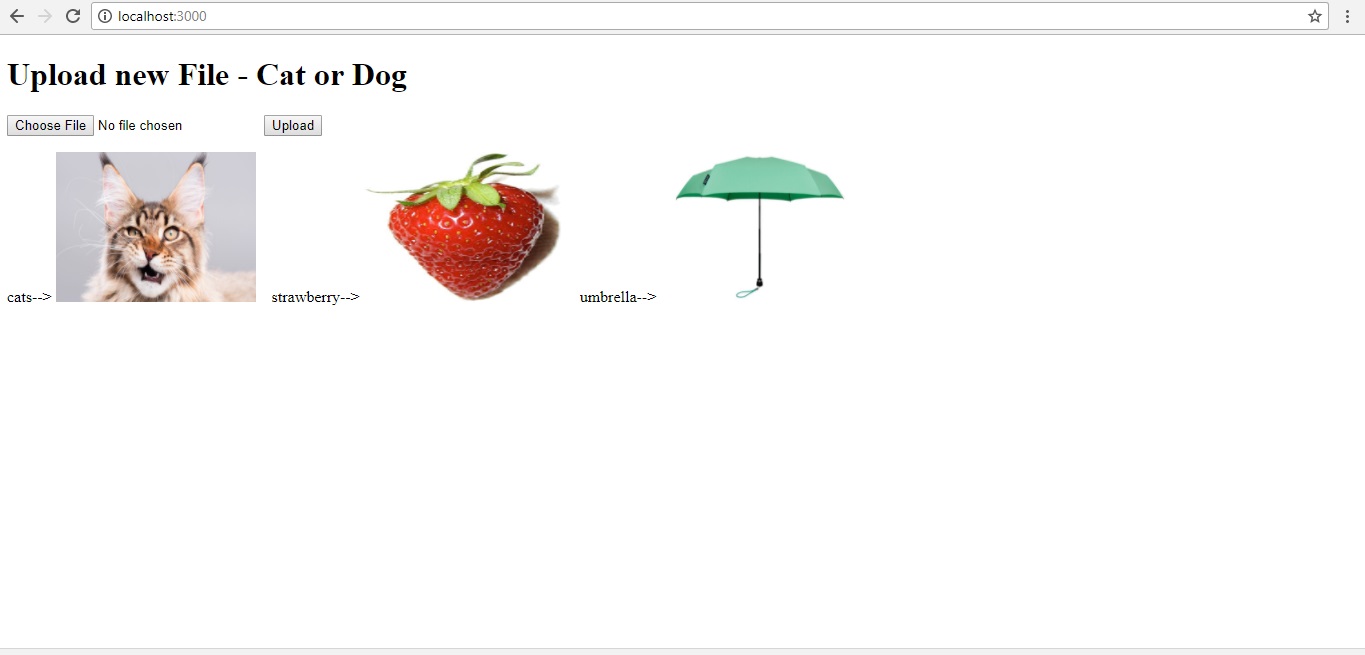 localhost:3000
Upload new File - Cat or Dog
Choose File No file chosen Upload
cats--> strawberry--> umbrella-->